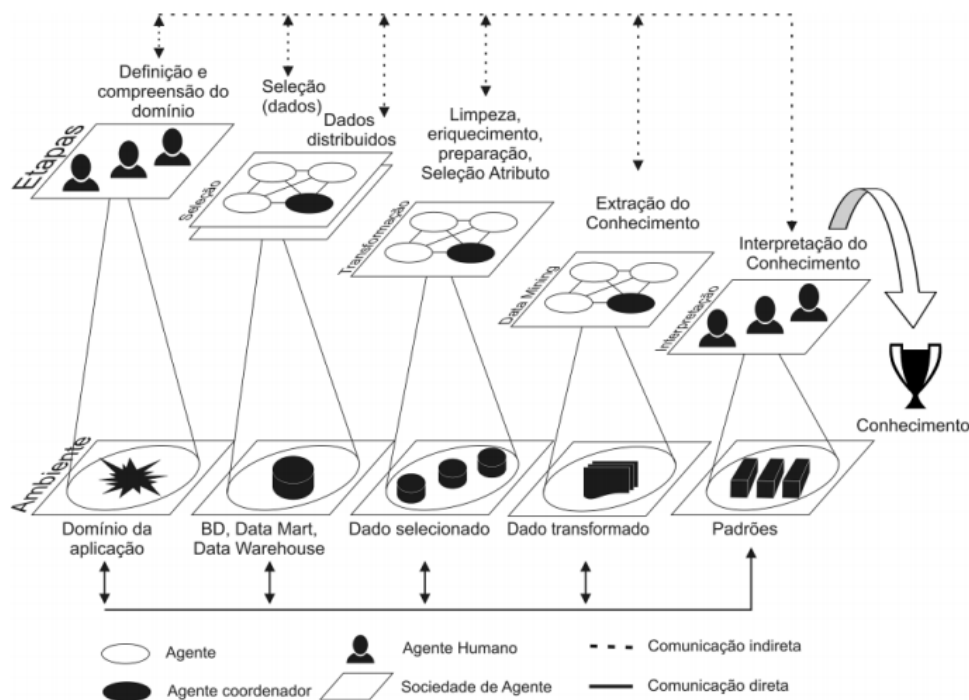 Definição e
compreensão do
domínio
Seleção
(dados)
Dados
distribuidos
Limpeza,
eriquecimento,
preparação,
Seleção Atributo
Extração do
Conhecimento
Interpretação do
Conhecimento
Etapas
Seleção
Transformação
Data Mining
Interpretação
Conhecimento
Ambiente
Domínio da
aplicação
BD, Data Mart,
Data Warehouse
Dado selecionado
Dado transformado
Padrões
Agente
Agente Humano
Comunicação indireta
Agente coordenador
Sociedade de Agente
Comunicação direta